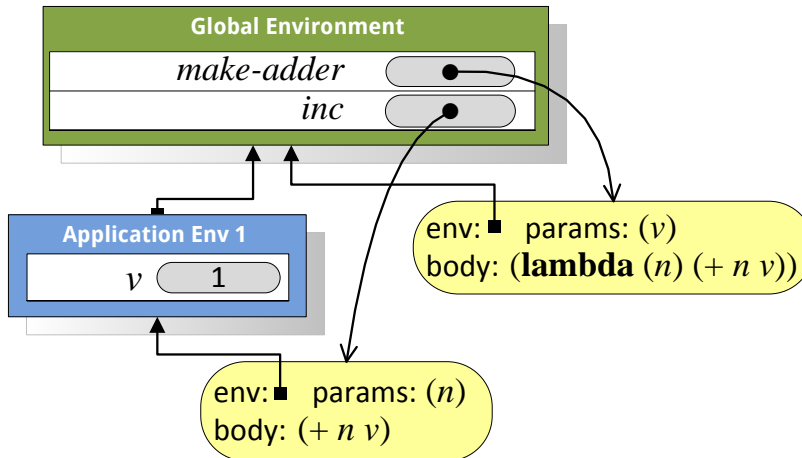 Global Environment
make-adder
inc
Application Env 1
v 1
env: params: (v)
body: (lambda (n) (+ n v))
env: params: (n)
body: (+ n v)